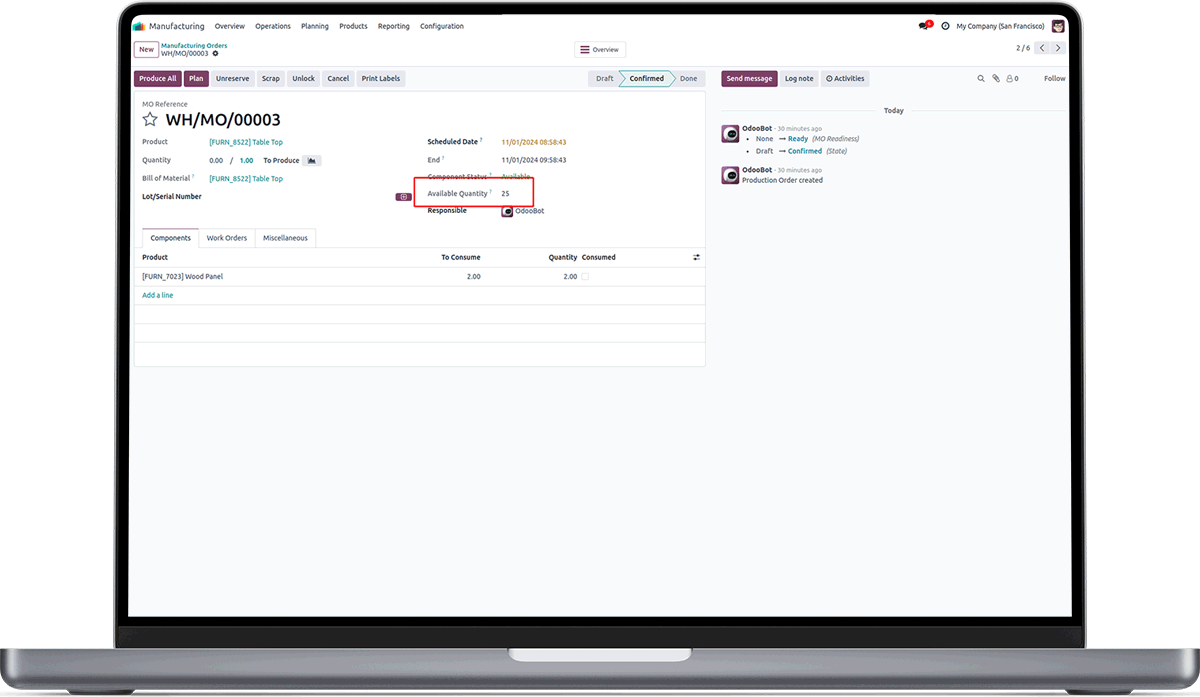 Manufacturing Overview Operations Planning Products Reporting Configuration 6 My Company (San Francisco)
New Manufacturing Orders
WH/MO/00003
Overview
2 / 6
Produce All Plan Unreserve Scrap Unlock Cancel Print Labels Draft Confirmed Done
Send message Log note Activities 0 Follow
MO Reference
WH/MO/00003
Product [FURN_8522] Table Top
Quantity 0.00 / 1.00 To Produce
Bill of Material ? [FURN_8522] Table Top
Lot/Serial Number
Scheduled Date ? 11/01/2024 08:58:43
End ? 11/01/2024 09:58:43
Component Status ? Available
Available Quantity ? 25
Responsible OdooBot
Components Work Orders Miscellaneous
Product To Consume Quantity Consumed
[FURN_7023] Wood Panel 2.00 2.00
Add a line
Today
OdooBot - 30 minutes ago
• None → Ready (MO Readiness)
• Draft → Confirmed (State)
OdooBot - 30 minutes ago
Production Order created